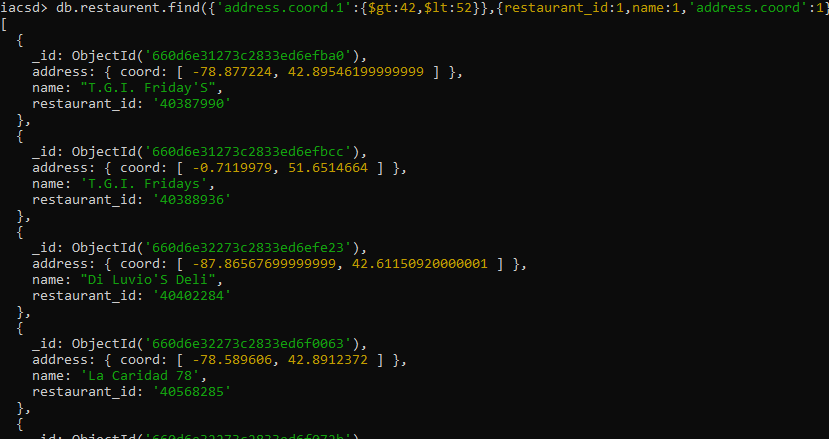 iacsd> db.restaurent.find({'address.coord.1':{$gt:42,$lt:52}},{restaurant_id:1,name:1,'address.coord':1}
[
  {
    _id: ObjectId('660d6e31273c2833ed6efba0'),
    address: { coord: [ -78.877224, 42.89546199999999 ] },
    name: "T.G.I. Friday'S",
    restaurant_id: '40387990'
  },
  {
    _id: ObjectId('660d6e31273c2833ed6efbcc'),
    address: { coord: [ -0.7119979, 51.6514664 ] },
    name: 'T.G.I. Fridays',
    restaurant_id: '40388936'
  },
  {
    _id: ObjectId('660d6e32273c2833ed6efe23'),
    address: { coord: [ -87.86567699999999, 42.61150920000001 ] },
    name: "Di Luvio'S Deli",
    restaurant_id: '40402284'
  },
  {
    _id: ObjectId('660d6e32273c2833ed6f0063'),
    address: { coord: [ -78.589606, 42.8912372 ] },
    name: 'La Caridad 78',
    restaurant_id: '40568285'
  },
  {
    _id: ObjectId('660d6e32273c2833ed6f072b'),